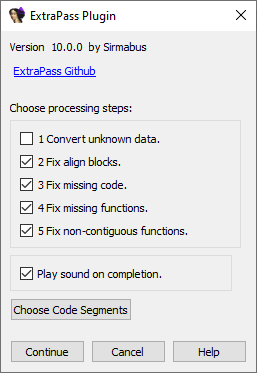 ExtraPass Plugin
Version 10.0.0 by Sirmabus
ExtraPass Github
Choose processing steps:
1 Convert unknown data.
2 Fix align blocks.
3 Fix missing code.
4 Fix missing functions.
5 Fix non-contiguous functions.
Play sound on completion.
Choose Code Segments
Continue Cancel Help